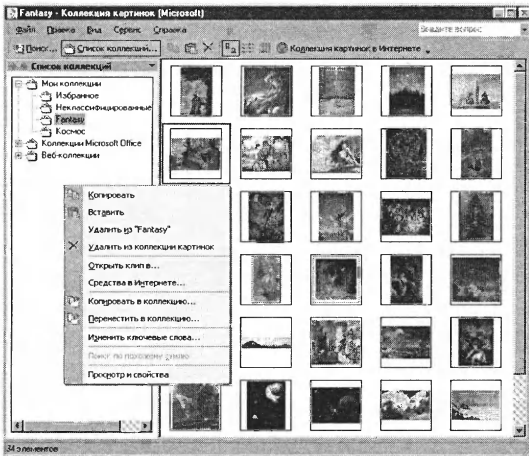 Fantasy - Коллекция картинок (Microsoft)
Файл Правка Вид Сервис Справка Введите вопрос
Поиск... Список коллекций... Коллекция картинок в Интернете
Список коллекций
Мои коллекции
Избранное
Неклассифицированные
Fantasy
Космос
Коллекции Microsoft Office
Веб-коллекции
Копировать
Вставить
Удалить из "Fantasy"
Удалить из коллекции картинок
Открыть клип в...
Средства в Интернете...
Копировать в коллекцию...
Переместить в коллекцию...
Изменить ключевые слова...
Поиск по похожему стилю
Просмотр и свойства
34 элементов